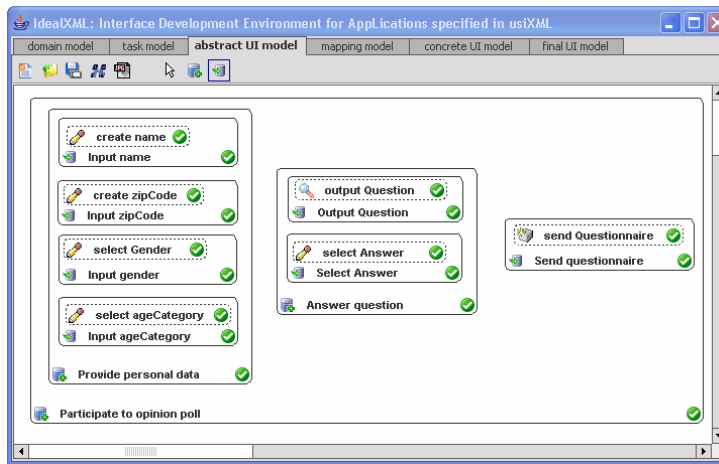 IdealXML: Interface Development Environment for AppLications specified in usiXML
domain model
task model
abstract UI model
mapping model
concrete UI model
final UI model
create name
Input name
create zipCode
Input zipCode
select Gender
Input gender
select ageCategory
Input ageCategory
Provide personal data
output Question
Output Question
select Answer
Select Answer
Answer question
send Questionnaire
Send questionnaire
Participate to opinion poll